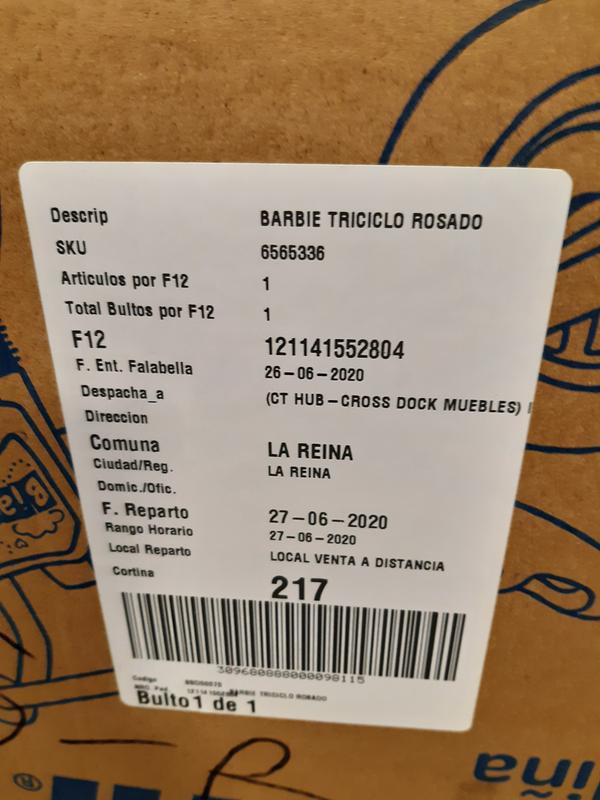 Descrip BARBIE TRICICLO ROSADO
SKU 6565336
Articulos por F12 1
Total Bultos por F12 1
F12 121141552804
F. Ent. Falabella 26-06-2020
Despacha_a (CT HUB-CROSS DOCK MUEBLES)
Direccion
Comuna LA REINA
Ciudad/Reg. LA REINA
Domic./Ofic.
F. Reparto 27-06-2020
Rango Horario 27-06-2020
Local Reparto LOCAL VENTA A DISTANCIA
Cortina 217
309680888000098115
Codigo
BARBIE TRICICLO ROSADO
Bulto 1 de 1